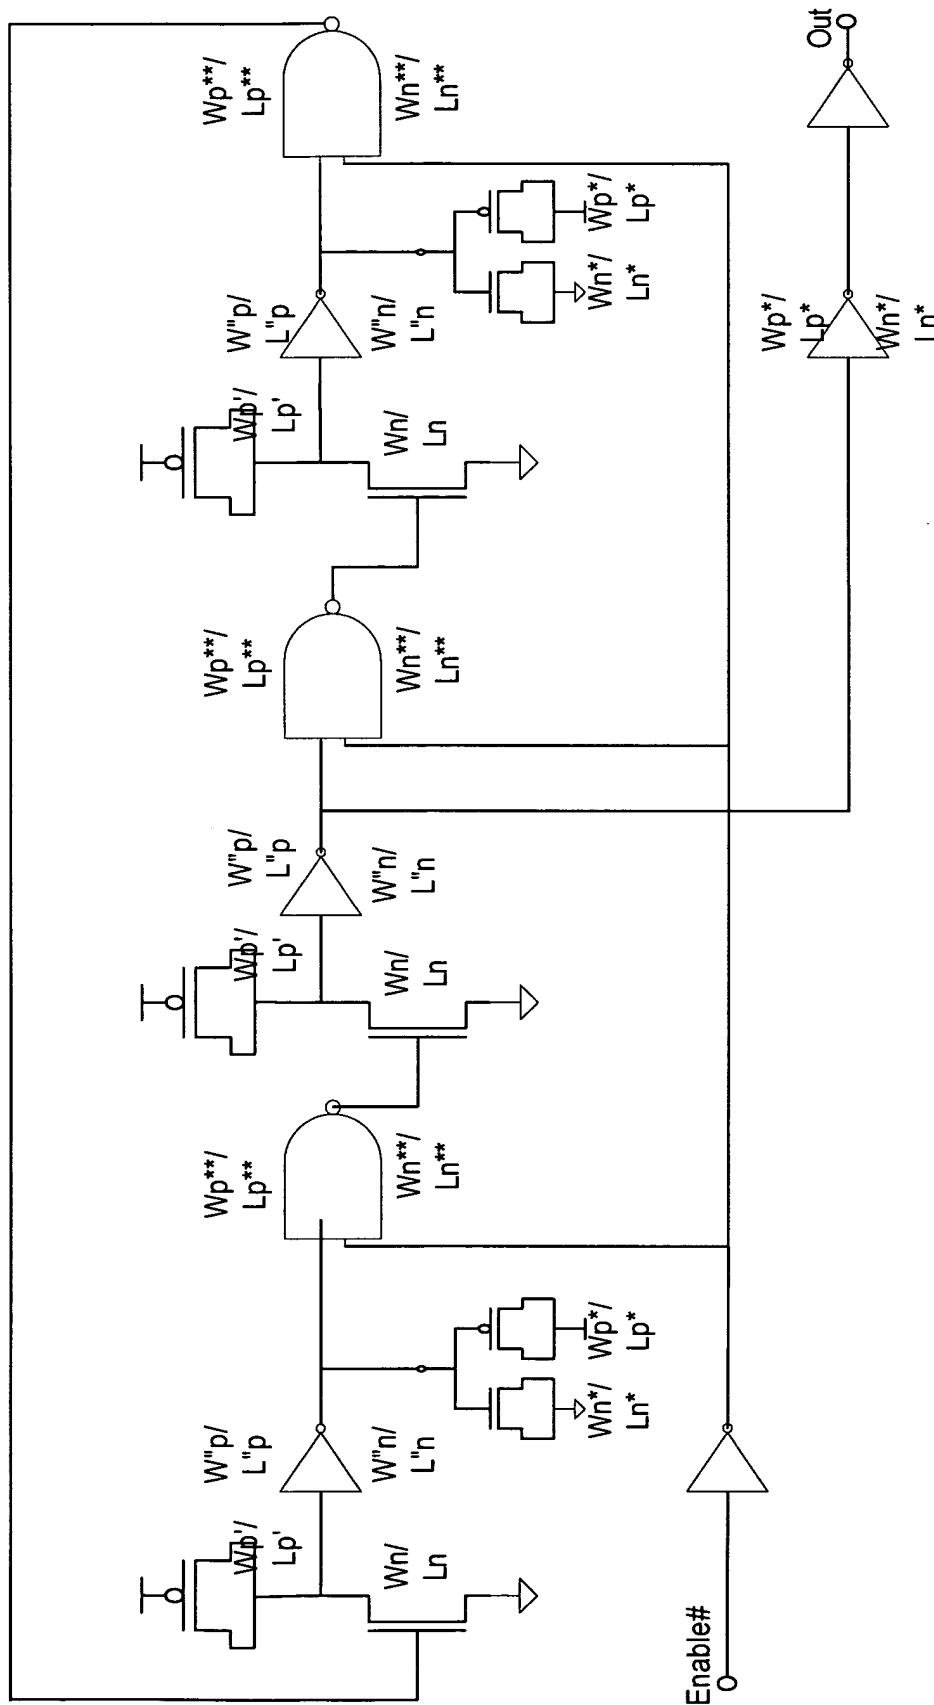 Wp'/
Lp'
W"p/
L"p
Wp**/
Lp**
Wp'/
Lp'
W"p/
L"p
Wp**/
Lp**
Wp'/
Lp'
W"p/
L"p
Wp**/
Lp**
Wn/
Ln
W"n/
L"n
Wn**/
Ln**
Wn/
Ln
W"n/
L"n
Wn**/
Ln**
Wn/
Ln
W"n/
L"n
Wn**/
Ln**
Wn*/
Ln*
Wp*/
Lp*
Wn*/
Ln*
Wp*/
Lp*
Enable#
Wp*/
Lp*
Wn*/
Ln*
Out